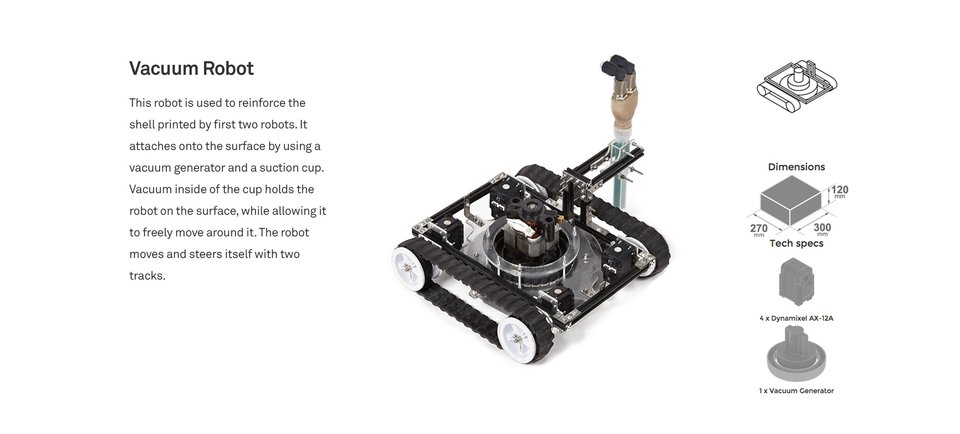 Vacuum Robot
This robot is used to reinforce the
shell printed by first two robots. It
attaches onto the surface by using a
vacuum generator and a suction cup.
Vacuum inside of the cup holds the
robot on the surface, while allowing it
to freely move around it. The robot
moves and steers itself with two
tracks.
Dimensions
120
mm
270
mm
300
mm
Tech specs
4 x Dynamixel AX-12A
1 x Vacuum Generator